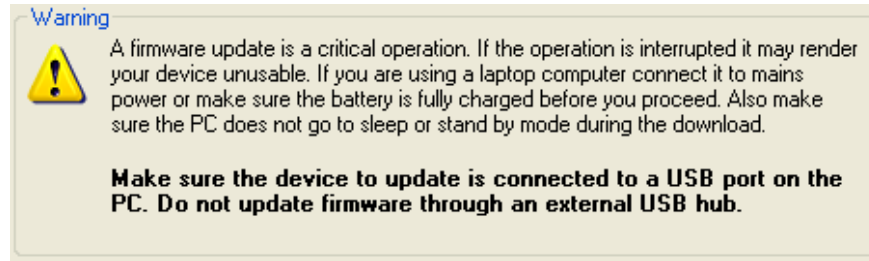 Warning
A firmware update is a critical operation. If the operation is interrupted it may render
your device unusable. If you are using a laptop computer connect it to mains
power or make sure the battery is fully charged before you proceed. Also make
sure the PC does not go to sleep or stand by mode during the download.
Make sure the device to update is connected to a USB port on the
PC. Do not update firmware through an external USB hub.